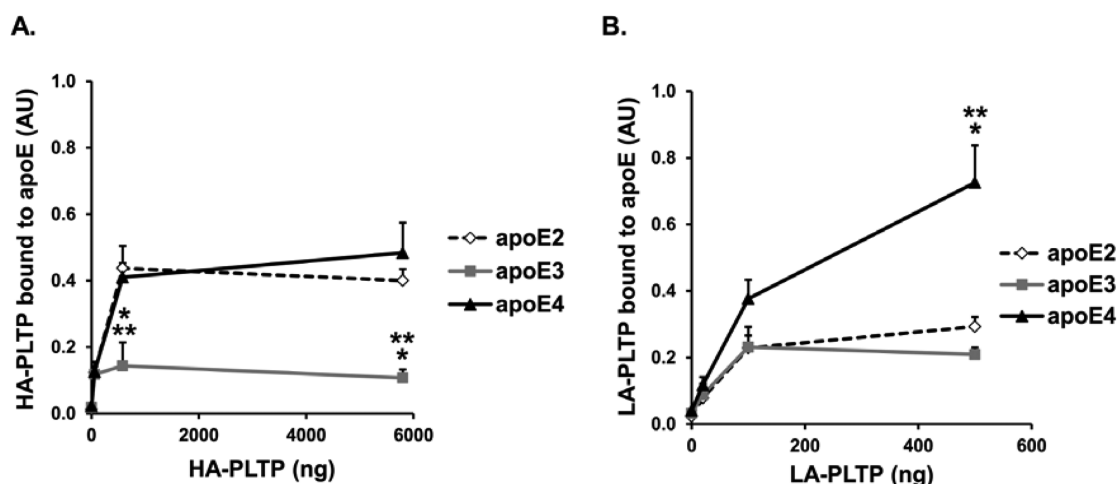 A.
HA-PLTP bound to apoE (AU)
1.0
0.8
0.6
0.4
0.2
0.0
*
**
**
*
0
2000
4000
6000
HA-PLTP (ng)
apoE2
apoE3
apoE4
B.
LA-PLTP bound to apoE (AU)
1.0
0.8
0.6
0.4
0.2
0.0
**
*
0
200
400
600
LA-PLTP (ng)
apoE2
apoE3
apoE4